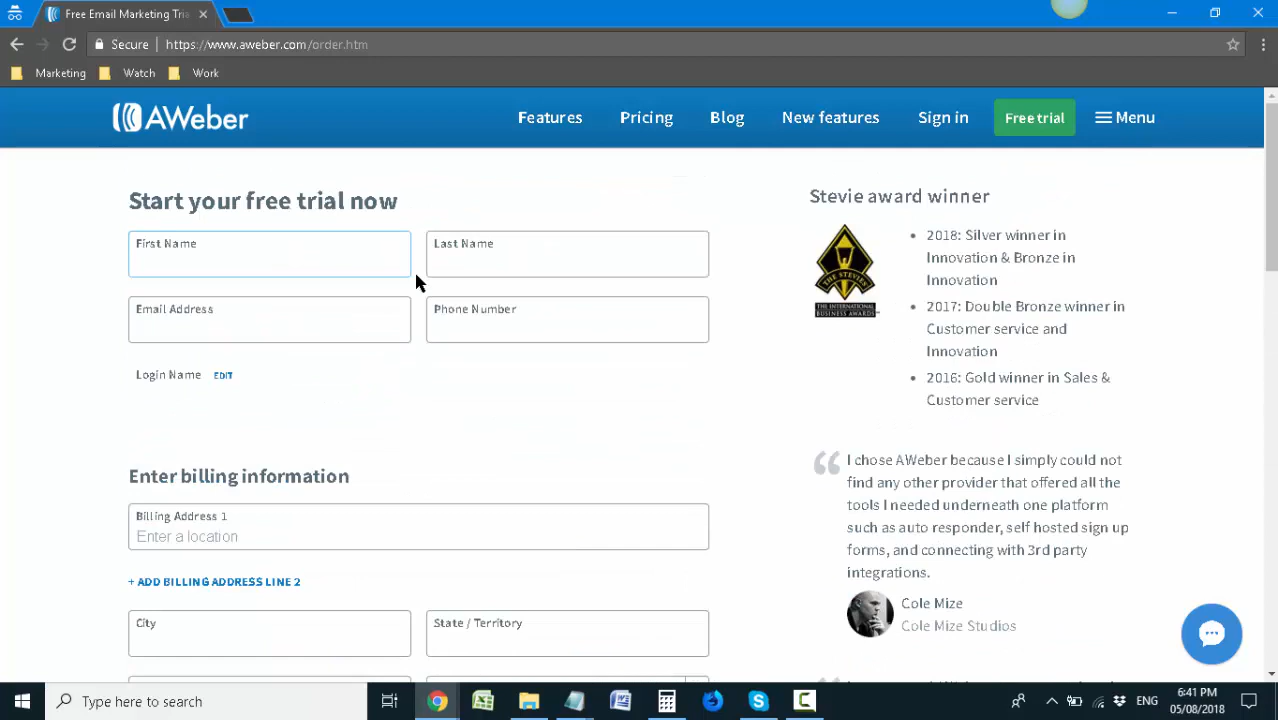 Free Email Marketing Tria
Secure
https://www.aweber.com/order.htm
Marketing
Watch
Work
AWeber
Features
Pricing
Blog
New features
Sign in
Free trial
Menu
Start your free trial now
First Name
Last Name
Email Address
Phone Number
Login Name EDIT
Enter billing information
Billing Address 1
Enter a location
+ ADD BILLING ADDRESS LINE 2
City
State / Territory
Stevie award winner
THE STEVIES
THE INTERNATIONAL
BUSINESS AWARDS
• 2018: Silver winner in
Innovation & Bronze in
Innovation
• 2017: Double Bronze winner in
Customer service and
Innovation
• 2016: Gold winner in Sales &
Customer service
I chose AWeber because I simply could not
find any other provider that offered all the
tools I needed underneath one platform
such as auto responder, self hosted sign up
forms, and connecting with 3rd party
integrations.
Cole Mize
Cole Mize Studios
Type here to search
ENG
6:41 PM
05/08/2018